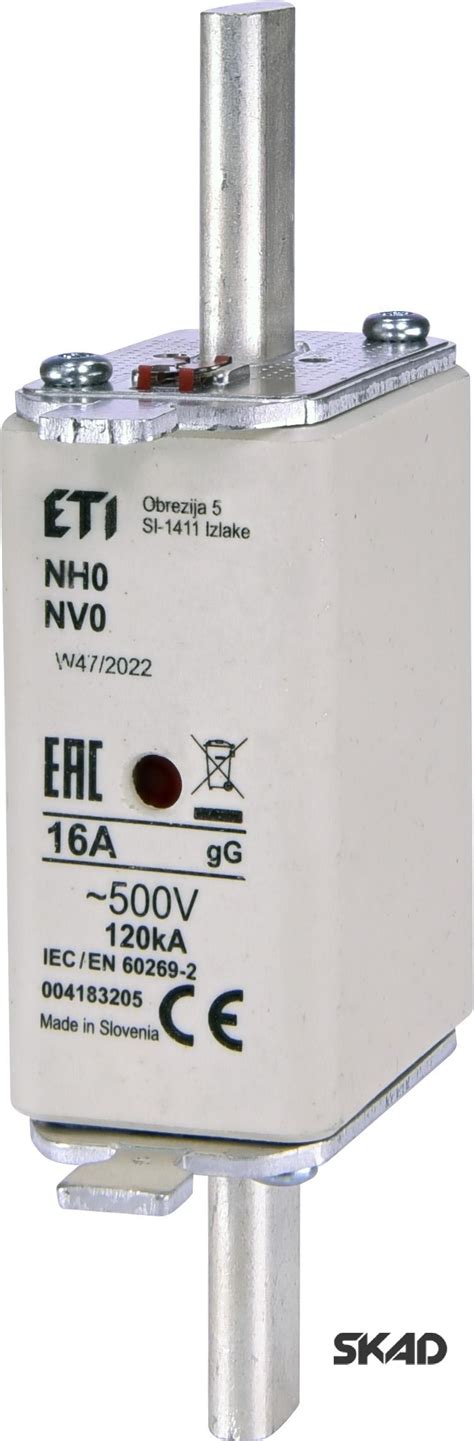 ETI Obrezija 5
SI-1411 Izlake
NH0
NV0
W47/2022
EAC
16A gG
~500V
120kA
IEC/EN 60269-2
004183205
Made in Slovenia CE
SKAD